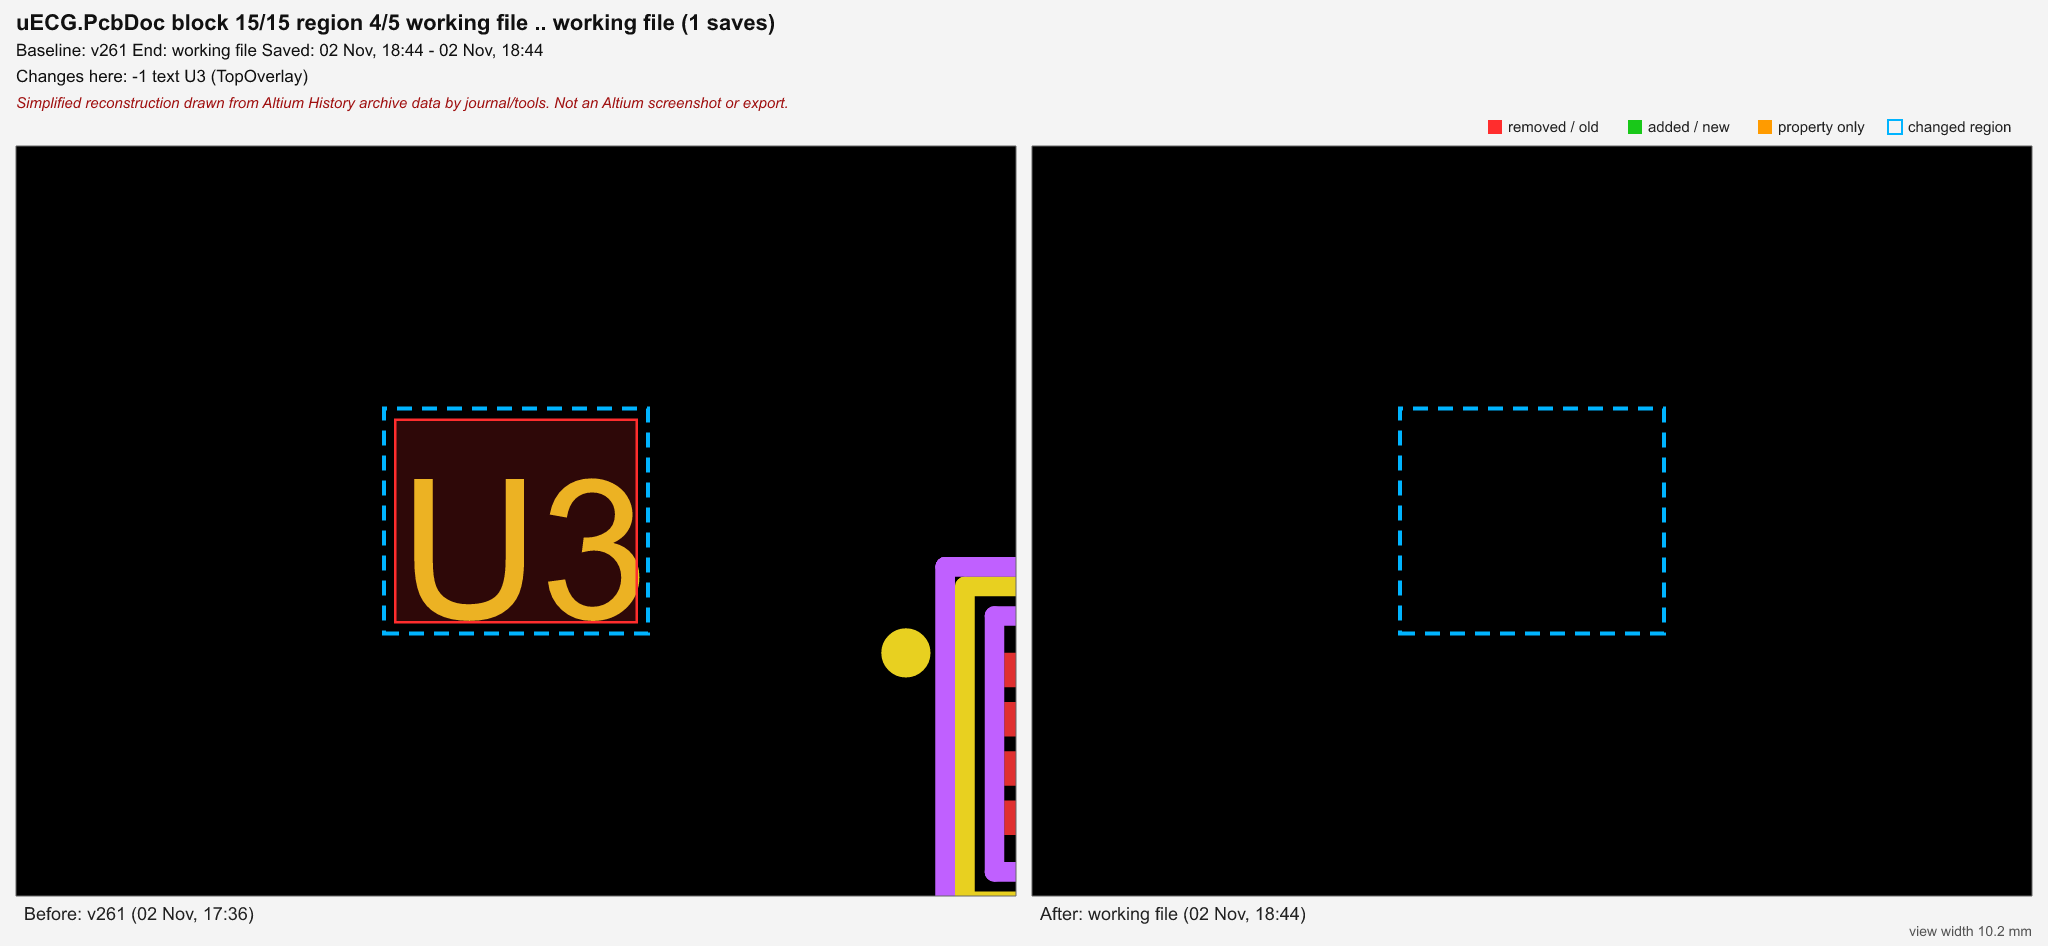 uECG.PcbDoc block 15/15 region 4/5 working file .. working file (1 saves)
Baseline: v261 End: working file Saved: 02 Nov, 18:44 - 02 Nov, 18:44
Changes here: -1 text U3 (TopOverlay)
Simplified reconstruction drawn from Altium History archive data by journal/tools. Not an Altium screenshot or export.
removed / old added / new property only changed region
U3
Before: v261 (02 Nov, 17:36) After: working file (02 Nov, 18:44)
view width 10.2 mm